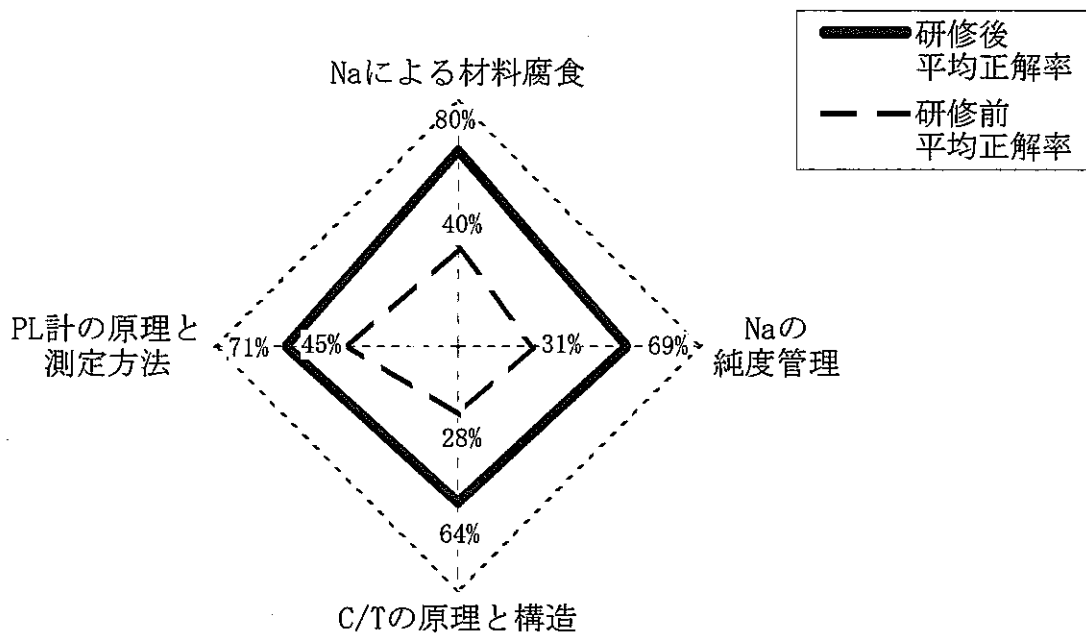 研修後
平均正解率
研修前
平均正解率
Naによる材料腐食
80%
40%
PL計の原理と
測定方法
71%
45%
31%
69%
Naの
純度管理
28%
64%
C/Tの原理と構造